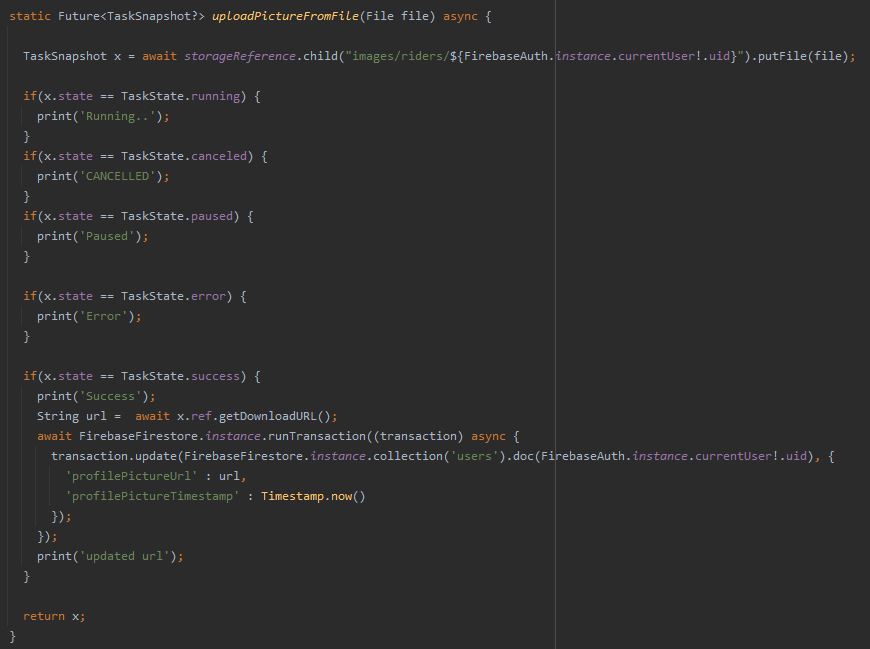 static Future<TaskSnapshot?> uploadPictureFromFile(File file) async {
TaskSnapshot x = await storageReference.child("images/riders/${FirebaseAuth.instance.currentUser!.uid}").putFile(file);
if(x.state == TaskState.running) {
print('Running..');
}
if(x.state == TaskState.canceled) {
print('CANCELLED');
}
if(x.state == TaskState.paused) {
print('Paused');
}
if(x.state == TaskState.error) {
print('Error');
}
if(x.state == TaskState.success) {
print('Success');
String url =  await x.ref.getDownloadURL();
await FirebaseFirestore.instance.runTransaction((transaction) async {
transaction.update(FirebaseFirestore.instance.collection('users').doc(FirebaseAuth.instance.currentUser!.uid), {
'profilePictureUrl' : url,
'profilePictureTimestamp' : Timestamp.now()
});
});
print('updated url');
}
return x;
}